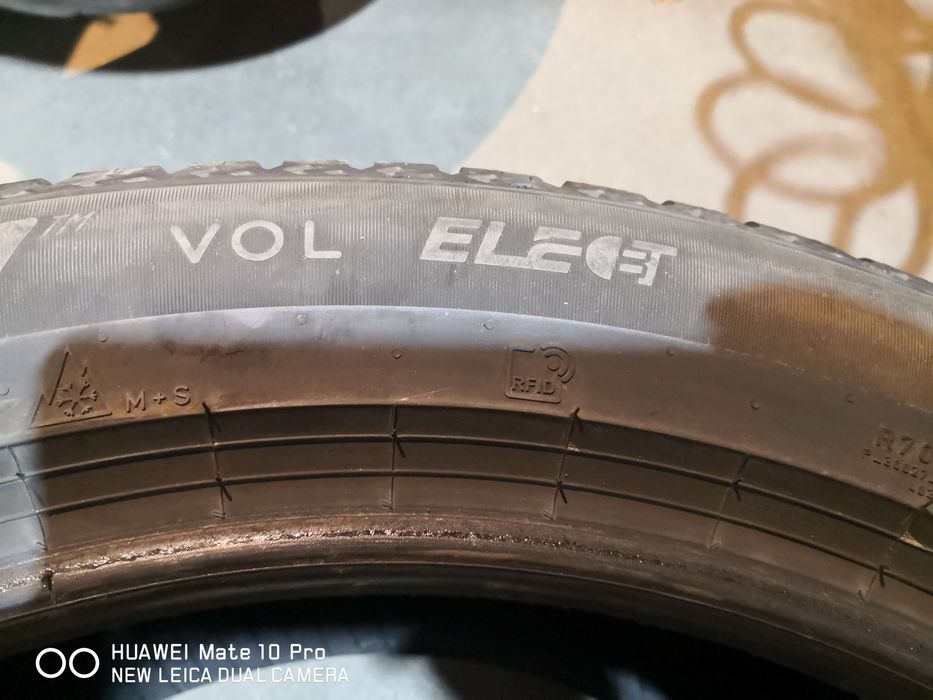 TM VOL ELECT
M+S
RFID
HUAWEI Mate 10 Pro
NEW LEICA DUAL CAMERA